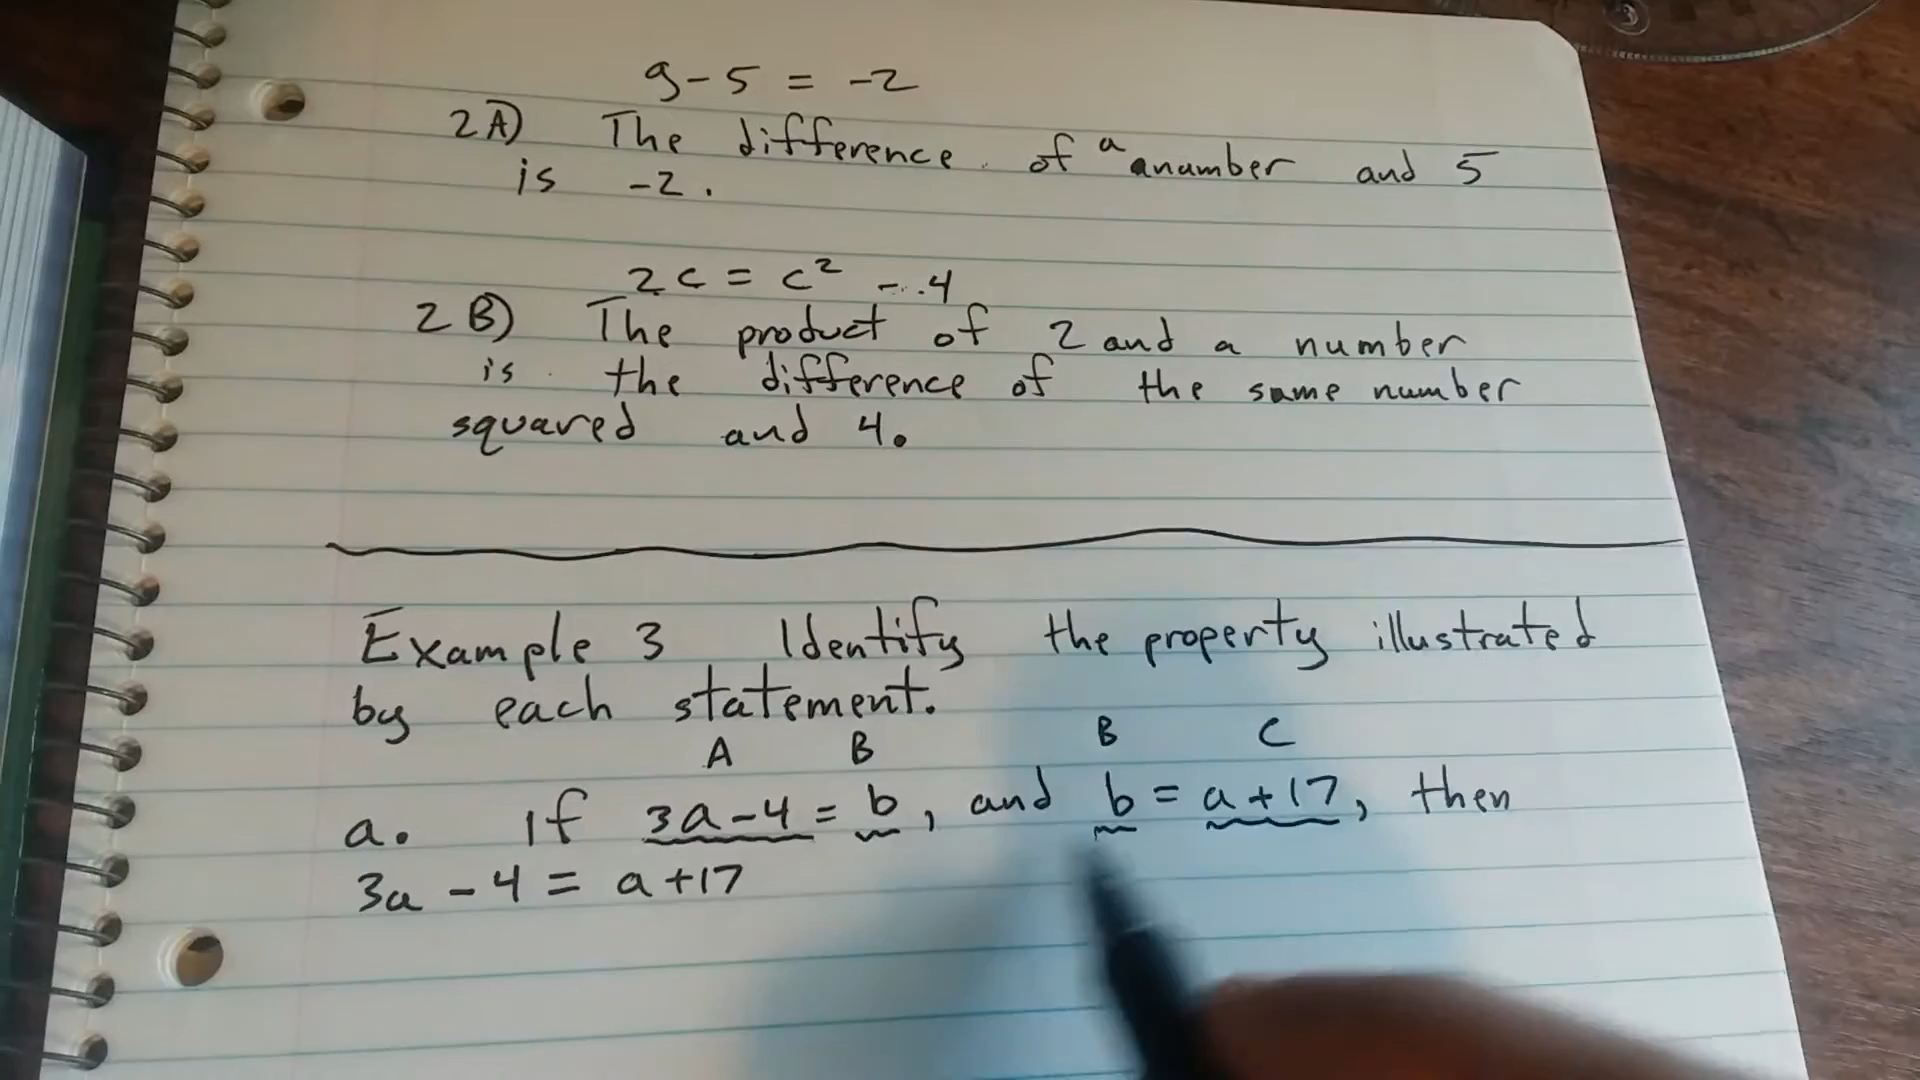 g - 5 = -2
2A) The difference of a anumber and 5
is -2.
2c = c² - 4
2B) The product of 2 and a number
is the difference of the same number
squared and 4.
Example 3 Identify the property illustrated
by each statement.
A B B C
a. If 3a - 4 = b, and b = a + 17, then
3a - 4 = a + 17